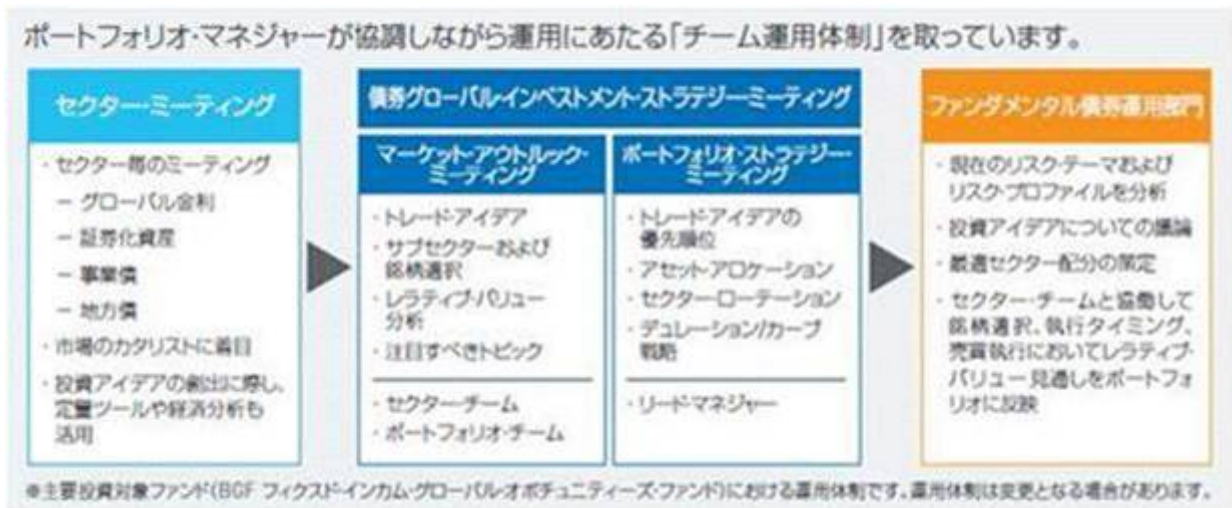 ポートフォリオ・マネジャーが協調しながら運用にあたる「チーム運用体制」を取っています。
セクター・ミーティング
・セクター毎のミーティング
－ グローバル金利
－ 証券化資産
－ 事業債
－ 地方債
・市場のカタリストに着目
・投資アイデアの創出に際し、
定量ツールや経済分析も
活用
債券グローバル・インベストメント・ストラテジー・ミーティング
マーケット・アウトルック・
ミーティング
・トレード・アイデア
・サブセクターおよび
銘柄選択
・レラティブ・バリュー
分析
・注目すべきトピック
・セクター・チーム
・ポートフォリオ・チーム
ポートフォリオ・ストラテジー・
ミーティング
・トレード・アイデアの
優先順位
・アセット・アロケーション
・セクター・ローテーション
・デュレーション/カーブ
戦略
・リード・マネジャー
ファンダメンタル債券運用部門
・現在のリスク・テーマおよび
リスク・プロファイルを分析
・投資アイデアについての議論
・最適セクター配分の策定
・セクター・チームと協働して
銘柄選択、執行タイミング、
売買執行においてレラティブ・
バリュー見通しをポートフォ
リオに反映
※主要投資対象ファンド(BGF フィクスド・インカム・グローバル・オポチュニティーズ・ファンド)における運用体制です。運用体制は変更となる場合があります。